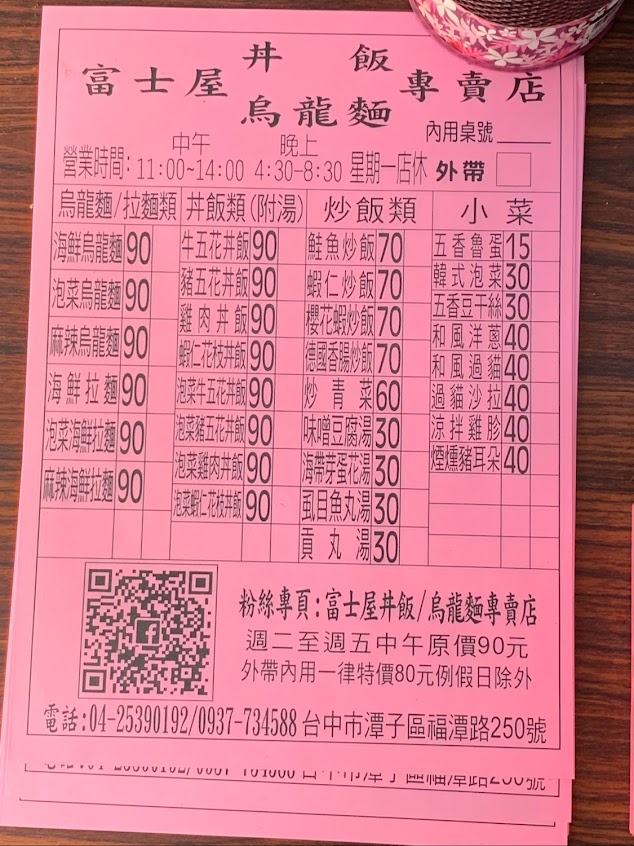 富士屋 丼飯 烏龍麵 專賣店
內用桌號
中午 晚上
營業時間:11:00~14:00 4:30-8:30 星期一店休 外帶
烏龍麵/拉麵類 丼飯類(附湯) 炒飯類 小菜
海鮮烏龍麵 90
泡菜烏龍麵 90
麻辣烏龍麵 90
海鮮拉麵 90
泡菜海鮮拉麵 90
麻辣海鮮拉麵 90
牛五花丼飯 90
豬五花丼飯 90
雞肉丼飯 90
蝦仁花枝丼飯 90
泡菜牛五花丼飯 90
泡菜豬五花丼飯 90
泡菜雞肉丼飯 90
泡菜蝦仁花枝丼飯 90
鮭魚炒飯 70
蝦仁炒飯 70
櫻花蝦炒飯 70
德國香腸炒飯 70
炒青菜 60
味噌豆腐湯 30
海帶芽蛋花湯 30
虱目魚丸湯 30
貢丸湯 30
五香魯蛋 15
韓式泡菜 30
五香豆干絲 30
和風洋蔥 40
和風過貓 40
過貓沙拉 40
涼拌雞胗 40
煙燻豬耳朵 40
粉絲專頁:富士屋丼飯/烏龍麵專賣店
週二至週五中午原價90元
外帶內用一律特價80元例假日除外
電話:04-25390192/0937-734588 台中市潭子區福潭路250號